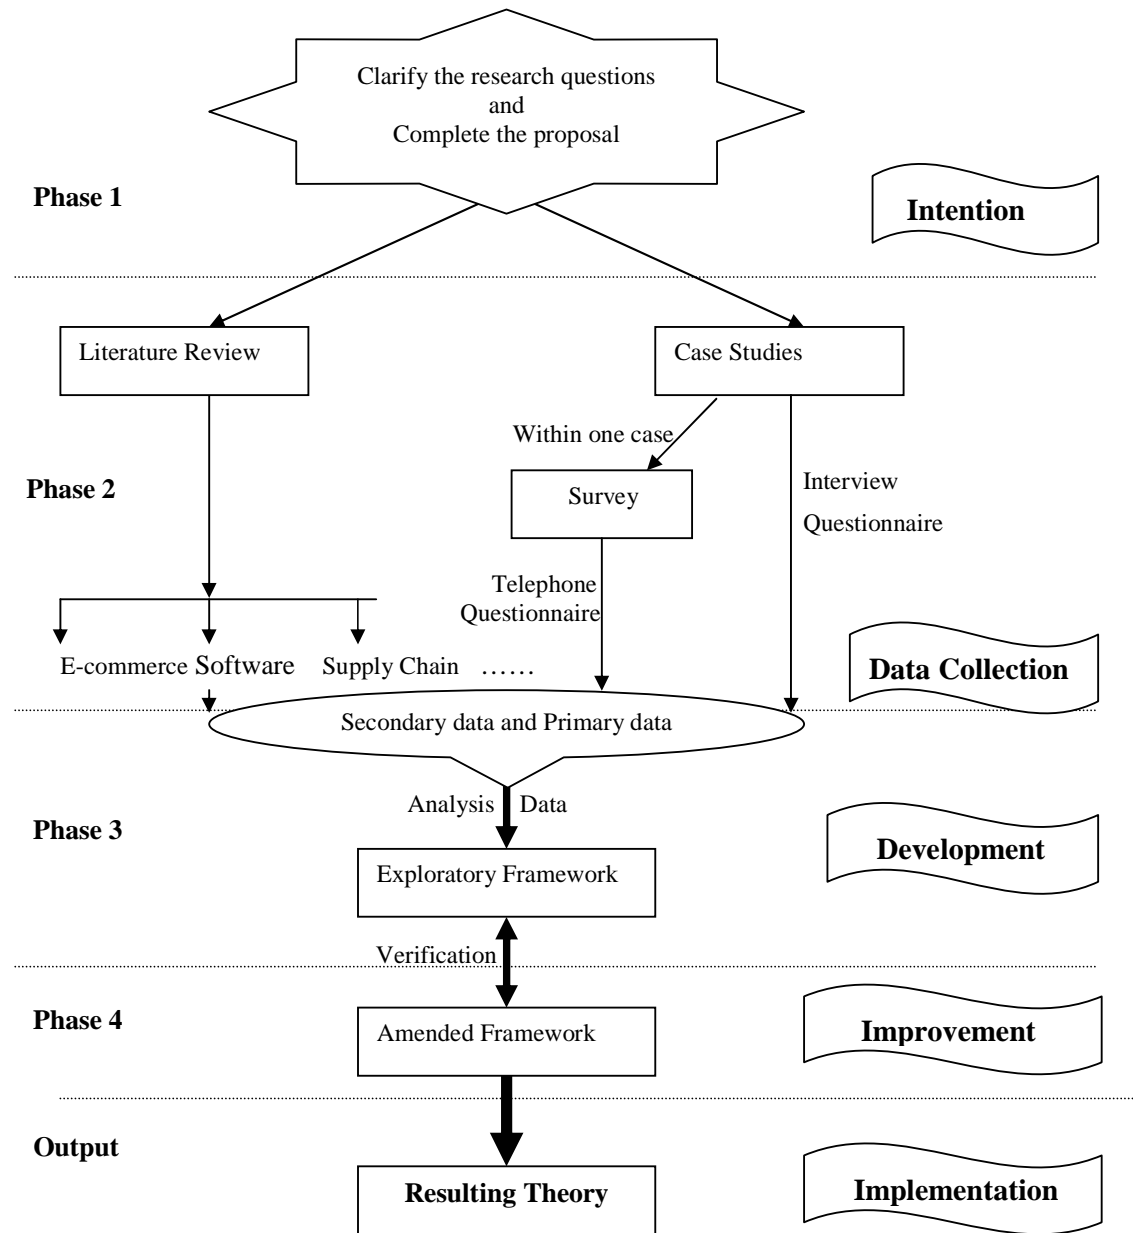 Clarify the research questions
and
Complete the proposal
Phase 1
Intention
Literature Review
Case Studies
Within one case
Phase 2
Survey
Interview
Questionnaire
Telephone
Questionnaire
E-commerce Software Supply Chain ……
Data Collection
Secondary data and Primary data
Analysis Data
Phase 3
Development
Exploratory Framework
Verification
Phase 4
Improvement
Amended Framework
Output
Resulting Theory
Implementation